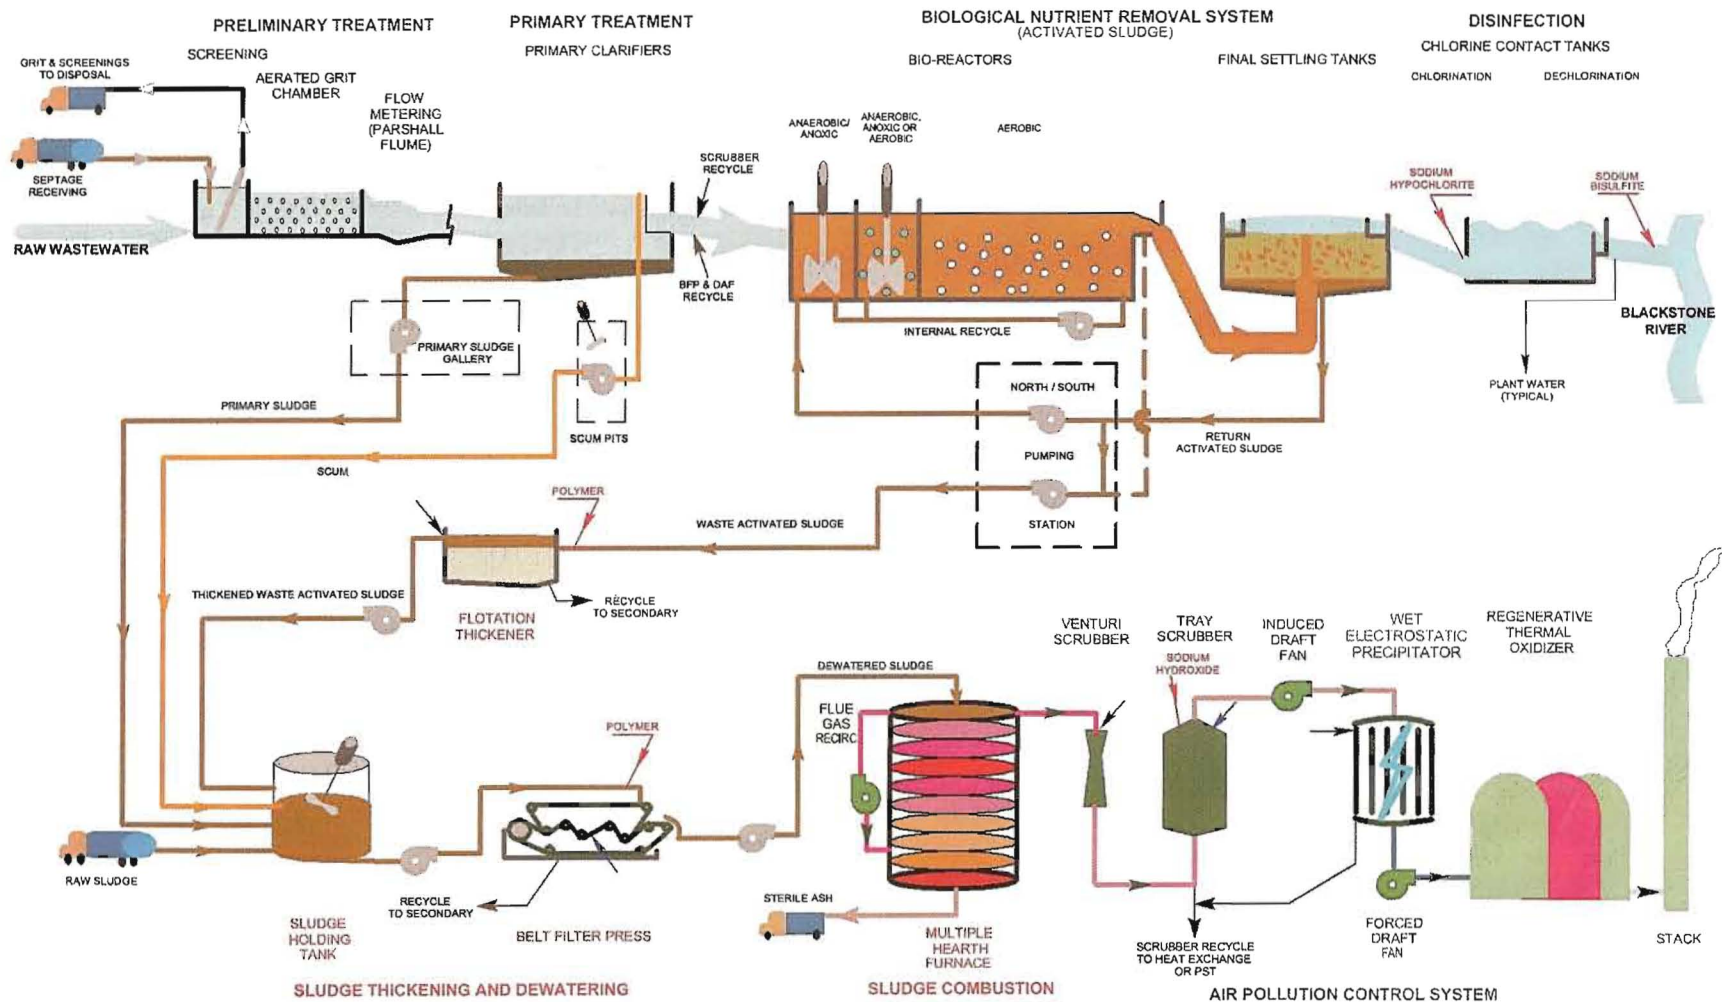 PRELIMINARY TREATMENT
SCREENING
GRIT & SCREENINGS
TO DISPOSAL
AERATED GRIT
CHAMBER
FLOW
METERING
(PARSHALL
FLUME)
SEPTAGE
RECEIVING
RAW WASTEWATER
PRIMARY TREATMENT
PRIMARY CLARIFIERS
SCRUBBER
RECYCLE
BFP & DAF
RECYCLE
BIOLOGICAL NUTRIENT REMOVAL SYSTEM
(ACTIVATED SLUDGE)
BIO-REACTORS
FINAL SETTLING TANKS
ANAEROBIC/
ANOXIC
ANAEROBIC,
ANOXIC OR
AEROBIC
AEROBIC
INTERNAL RECYCLE
DISINFECTION
CHLORINE CONTACT TANKS
CHLORINATION
DECHLORINATION
SODIUM
HYPOCHLORITE
SODIUM
BISULFITE
BLACKSTONE
RIVER
PLANT WATER
(TYPICAL)
PRIMARY SLUDGE
GALLERY
PRIMARY SLUDGE
SCUM PITS
SCUM
NORTH / SOUTH
PUMPING
STATION
RETURN
ACTIVATED SLUDGE
POLYMER
WASTE ACTIVATED SLUDGE
THICKENED WASTE ACTIVATED SLUDGE
FLOTATION
THICKENER
RECYCLE
TO SECONDARY
RAW SLUDGE
SLUDGE
HOLDING
TANK
POLYMER
RECYCLE
TO SECONDARY
BELT FILTER PRESS
SLUDGE THICKENING AND DEWATERING
DEWATERED SLUDGE
FLUE
GAS
RECIRC
STERILE ASH
MULTIPLE
HEARTH
FURNACE
SLUDGE COMBUSTION
VENTURI
SCRUBBER
TRAY
SCRUBBER
SODIUM
HYDROXIDE
INDUCED
DRAFT
FAN
WET
ELECTROSTATIC
PRECIPITATOR
REGENERATIVE
THERMAL
OXIDIZER
SCRUBBER RECYCLE
TO HEAT EXCHANGE
OR PST
FORCED
DRAFT
FAN
STACK
AIR POLLUTION CONTROL SYSTEM